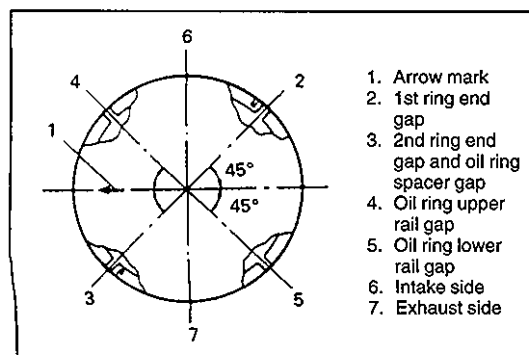 6
4
2
1
45°
45°
3
5
7
1. Arrow mark
2. 1st ring end
gap
3. 2nd ring end
gap and oil ring
spacer gap
4. Oil ring upper
rail gap
5. Oil ring lower
rail gap
6. Intake side
7. Exhaust side